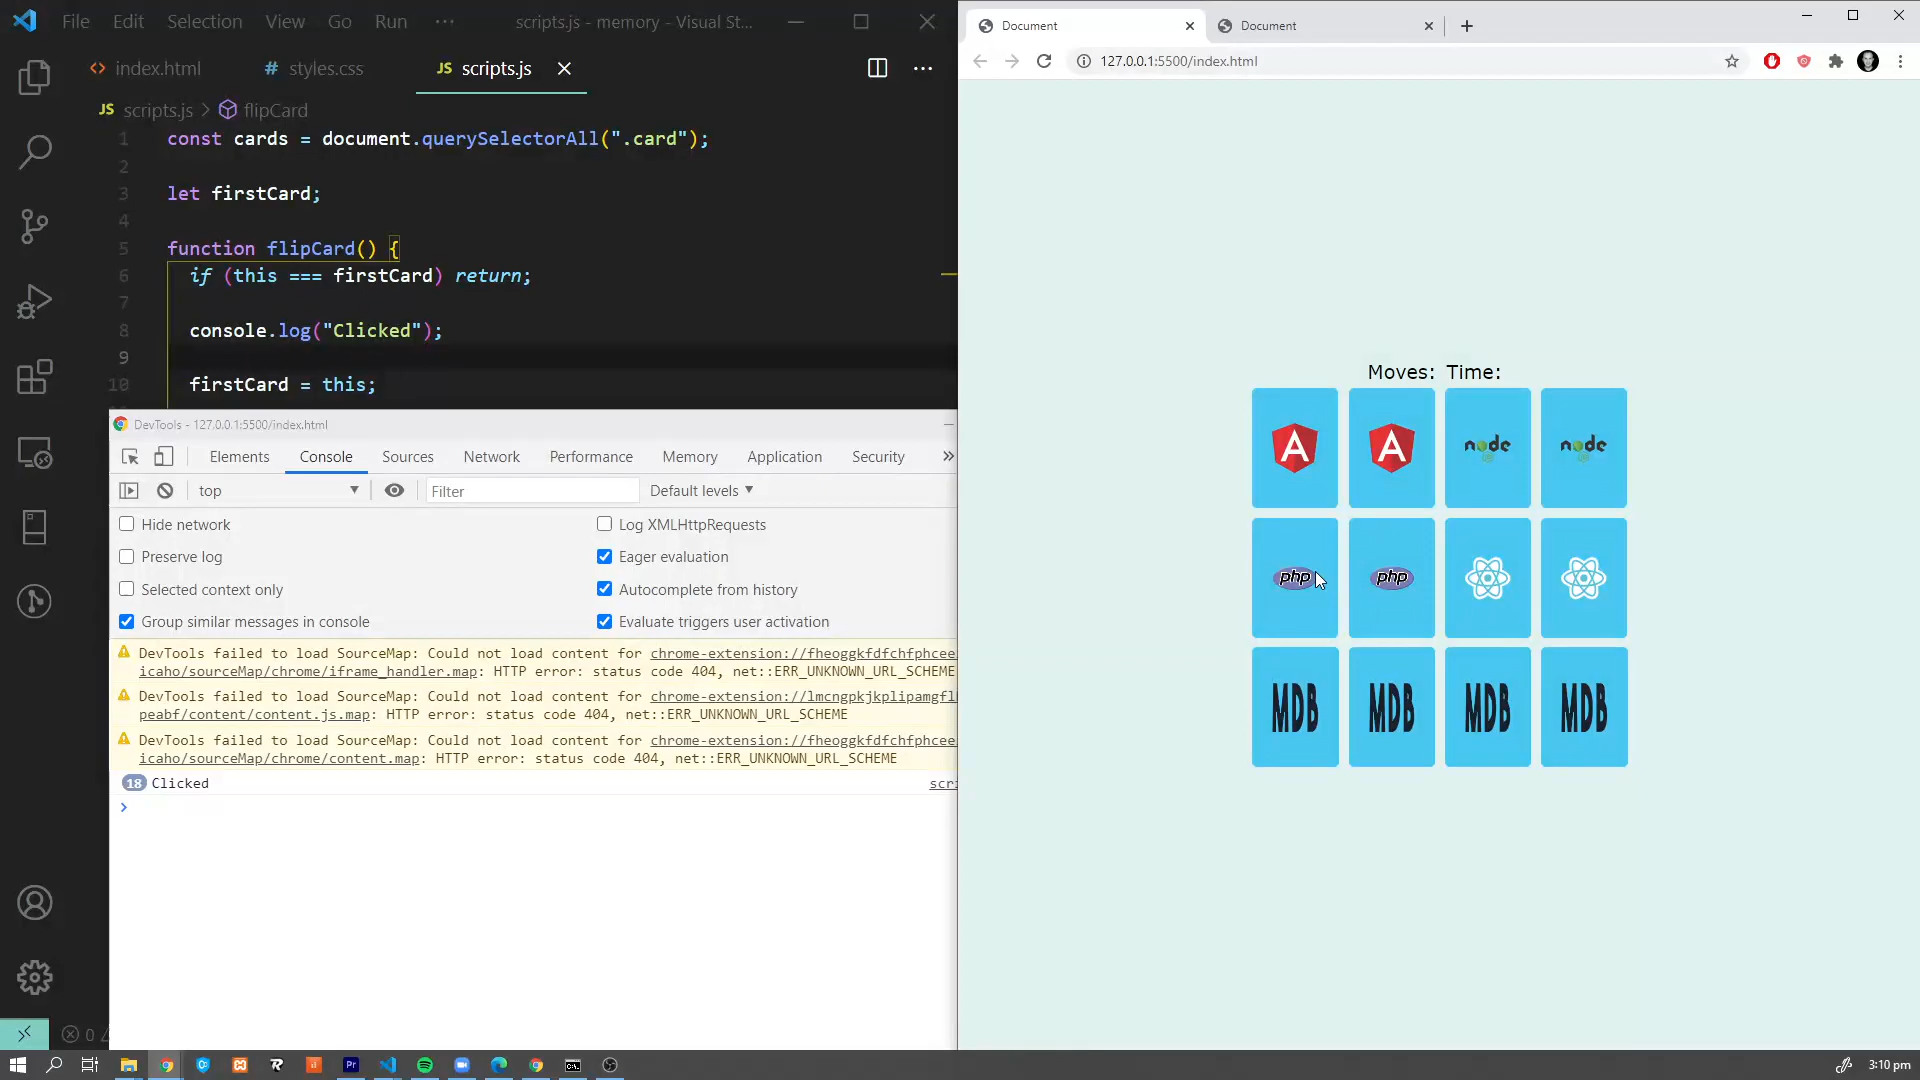 File Edit Selection View Go Run ··· scripts.js - memory - Visual St...
index.html styles.css JS scripts.js
JS scripts.js > flipCard
1 const cards = document.querySelectorAll(".card");
2
3 let firstCard;
4
5 function flipCard() {
6 if (this === firstCard) return;
7
8 console.log("Clicked");
9
10 firstCard = this;
DevTools - 127.0.0.1:5500/index.html
Elements Console Sources Network Performance Memory Application Security »
top Filter Default levels
Hide network Log XMLHttpRequests
Preserve log Eager evaluation
Selected context only Autocomplete from history
Group similar messages in console Evaluate triggers user activation
DevTools failed to load SourceMap: Could not load content for chrome-extension://fheoggkfdfchfphcee
icaho/sourceMap/chrome/iframe_handler.map: HTTP error: status code 404, net::ERR_UNKNOWN_URL_SCHEME
DevTools failed to load SourceMap: Could not load content for
peabf/content/content.js.map: HTTP error: status code 404, net::ERR_UNKNOWN_URL_SCHEME
DevTools failed to load SourceMap: Could not load content for chrome-extension://fheoggkfdfchfphcee
icaho/sourceMap/chrome/content.map: HTTP error: status code 404, net::ERR_UNKNOWN_URL_SCHEME
18 Clicked scri
>
0
Document Document
127.0.0.1:5500/index.html
Moves: Time:
A A node node
php php
MDB MDB MDB MDB
Pr
3:10 pm